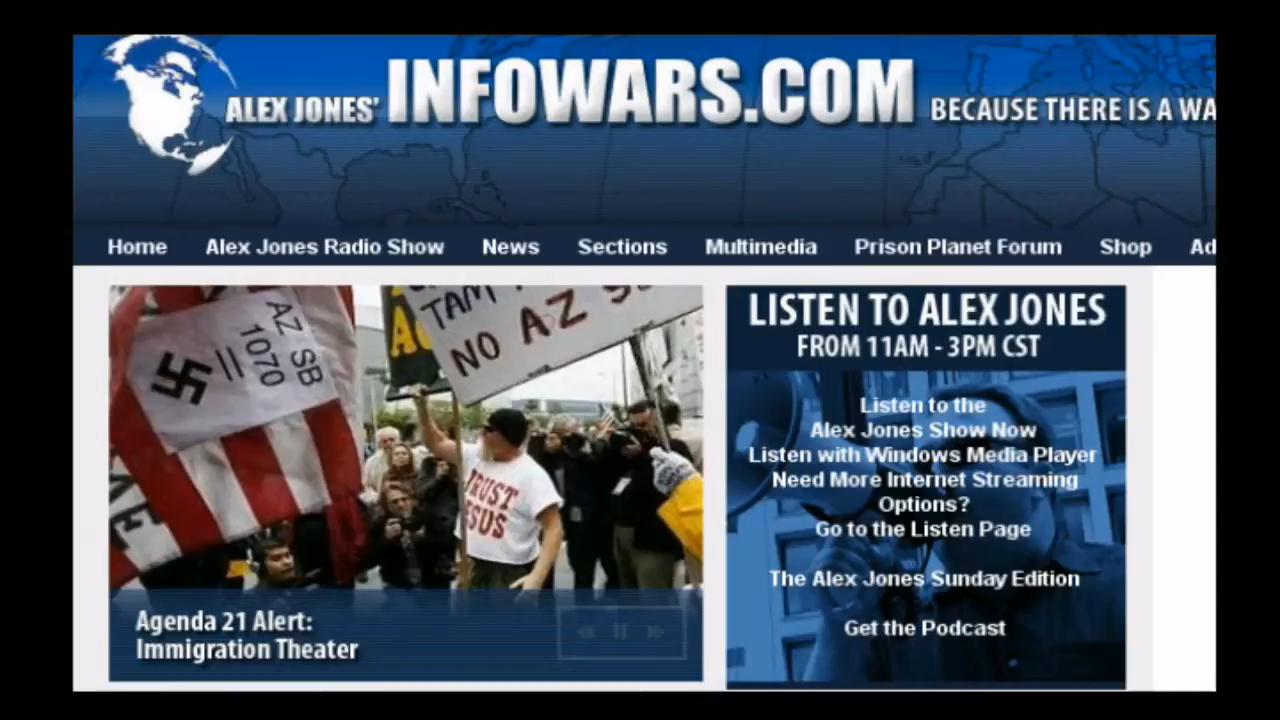 ALEX JONES' INFOWARS.COM BECAUSE THERE IS A WA
Home Alex Jones Radio Show News Sections Multimedia Prison Planet Forum Shop Ad
AZ SB
1070
TAM
NO AZ S
TRUST
JESUS
Agenda 21 Alert:
Immigration Theater
LISTEN TO ALEX JONES
FROM 11AM - 3PM CST
Listen to the
Alex Jones Show Now
Listen with Windows Media Player
Need More Internet Streaming
Options?
Go to the Listen Page
The Alex Jones Sunday Edition
Get the Podcast